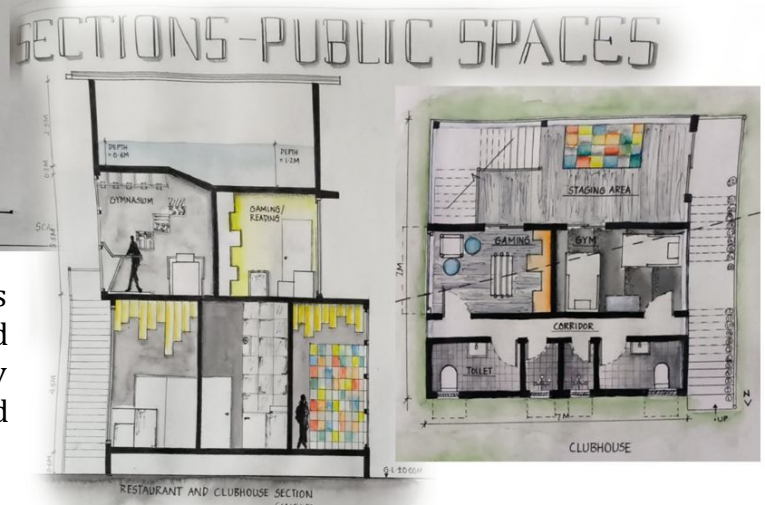 SECTIONS-PUBLIC SPACES
DEPTH
= 0.6M
DEPTH
= 1.2M
GYMNASIUM
GAMING/
READING
RESTAURANT AND CLUBHOUSE SECTION
STAGING AREA
GAMING
GYM
CORRIDOR
TOILET
7M
UP
N
CLUBHOUSE
s
d
y
d